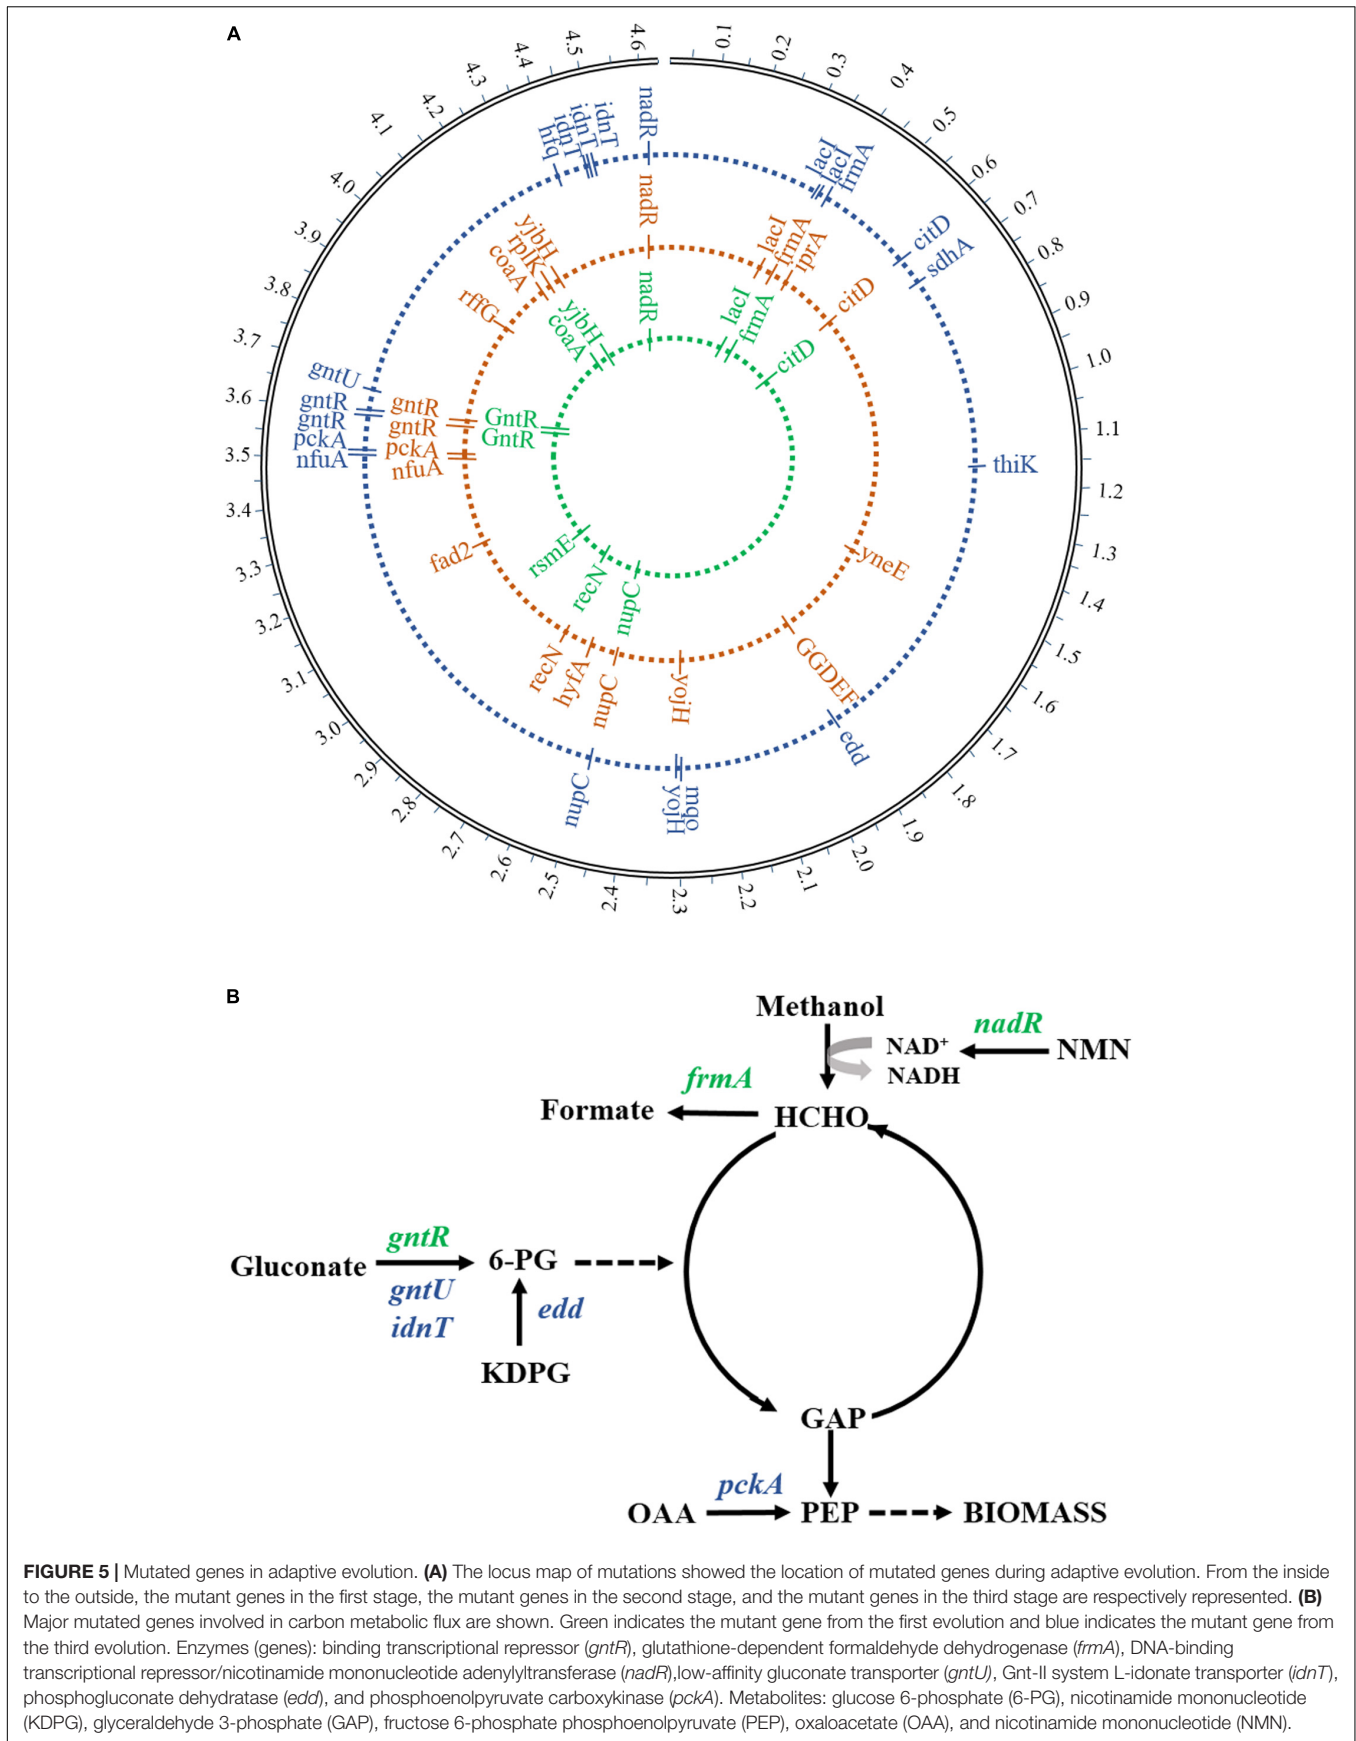 A
0.1
0.2
0.3
0.4
0.5
0.6
0.7
0.8
0.9
1.0
1.1
1.2
1.3
1.4
1.5
1.6
1.7
1.8
1.9
2.0
2.1
2.2
2.3
2.4
2.5
2.6
2.7
2.8
2.9
3.0
3.1
3.2
3.3
3.4
3.5
3.6
3.7
3.8
3.9
4.0
4.1
4.2
4.3
4.4
4.5
4.6
nadR
lacI
lacI
frmA
citD
sdhA
thiK
edd
mqo
yojH
nupC
nfuA
pckA
gntR
gntR
gntU
hfq
idnT
idnT
idnT
nadR
lacI
frmA
iprA
citD
yneE
GGDEF
yojH
nupC
hyfA
recN
fad2
nfuA
pckA
gntR
gntR
rffG
coaA
rplK
yjbH
nadR
lacI
frmA
citD
nupC
recN
rsmE
GntR
GntR
coaA
yjbH
B
Methanol
nadR
NAD+
NMN
NADH
frmA
Formate
HCHO
gntR
Gluconate
6-PG
gntU
edd
idnT
KDPG
GAP
pckA
OAA
PEP
BIOMASS
FIGURE 5 | Mutated genes in adaptive evolution. (A) The locus map of mutations showed the location of mutated genes during adaptive evolution. From the inside
to the outside, the mutant genes in the first stage, the mutant genes in the second stage, and the mutant genes in the third stage are respectively represented. (B)
Major mutated genes involved in carbon metabolic flux are shown. Green indicates the mutant gene from the first evolution and blue indicates the mutant gene from
the third evolution. Enzymes (genes): binding transcriptional repressor (gntR), glutathione-dependent formaldehyde dehydrogenase (frmA), DNA-binding
transcriptional repressor/nicotinamide mononucleotide adenylyltransferase (nadR),low-affinity gluconate transporter (gntU), Gnt-II system L-idonate transporter (idnT),
phosphogluconate dehydratase (edd), and phosphoenolpyruvate carboxykinase (pckA). Metabolites: glucose 6-phosphate (6-PG), nicotinamide mononucleotide
(KDPG), glyceraldehyde 3-phosphate (GAP), fructose 6-phosphate phosphoenolpyruvate (PEP), oxaloacetate (OAA), and nicotinamide mononucleotide (NMN).